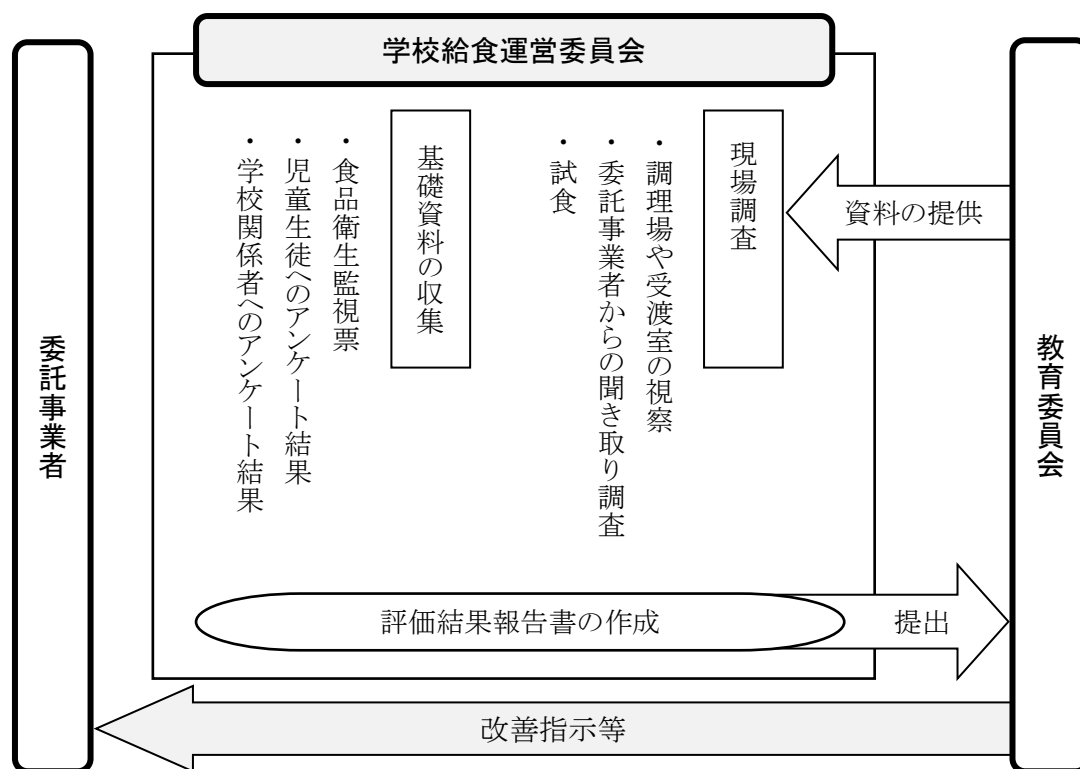 学校給食運営委員会
教育委員会
資料の提供
現場調査
・調理場や受渡室の視察
・委託事業者からの聞き取り調査
・試食
基礎資料の収集
・食品衛生監視票
・児童生徒へのアンケート結果
・学校関係者へのアンケート結果
委託事業者
評価結果報告書の作成
提出
改善指示等